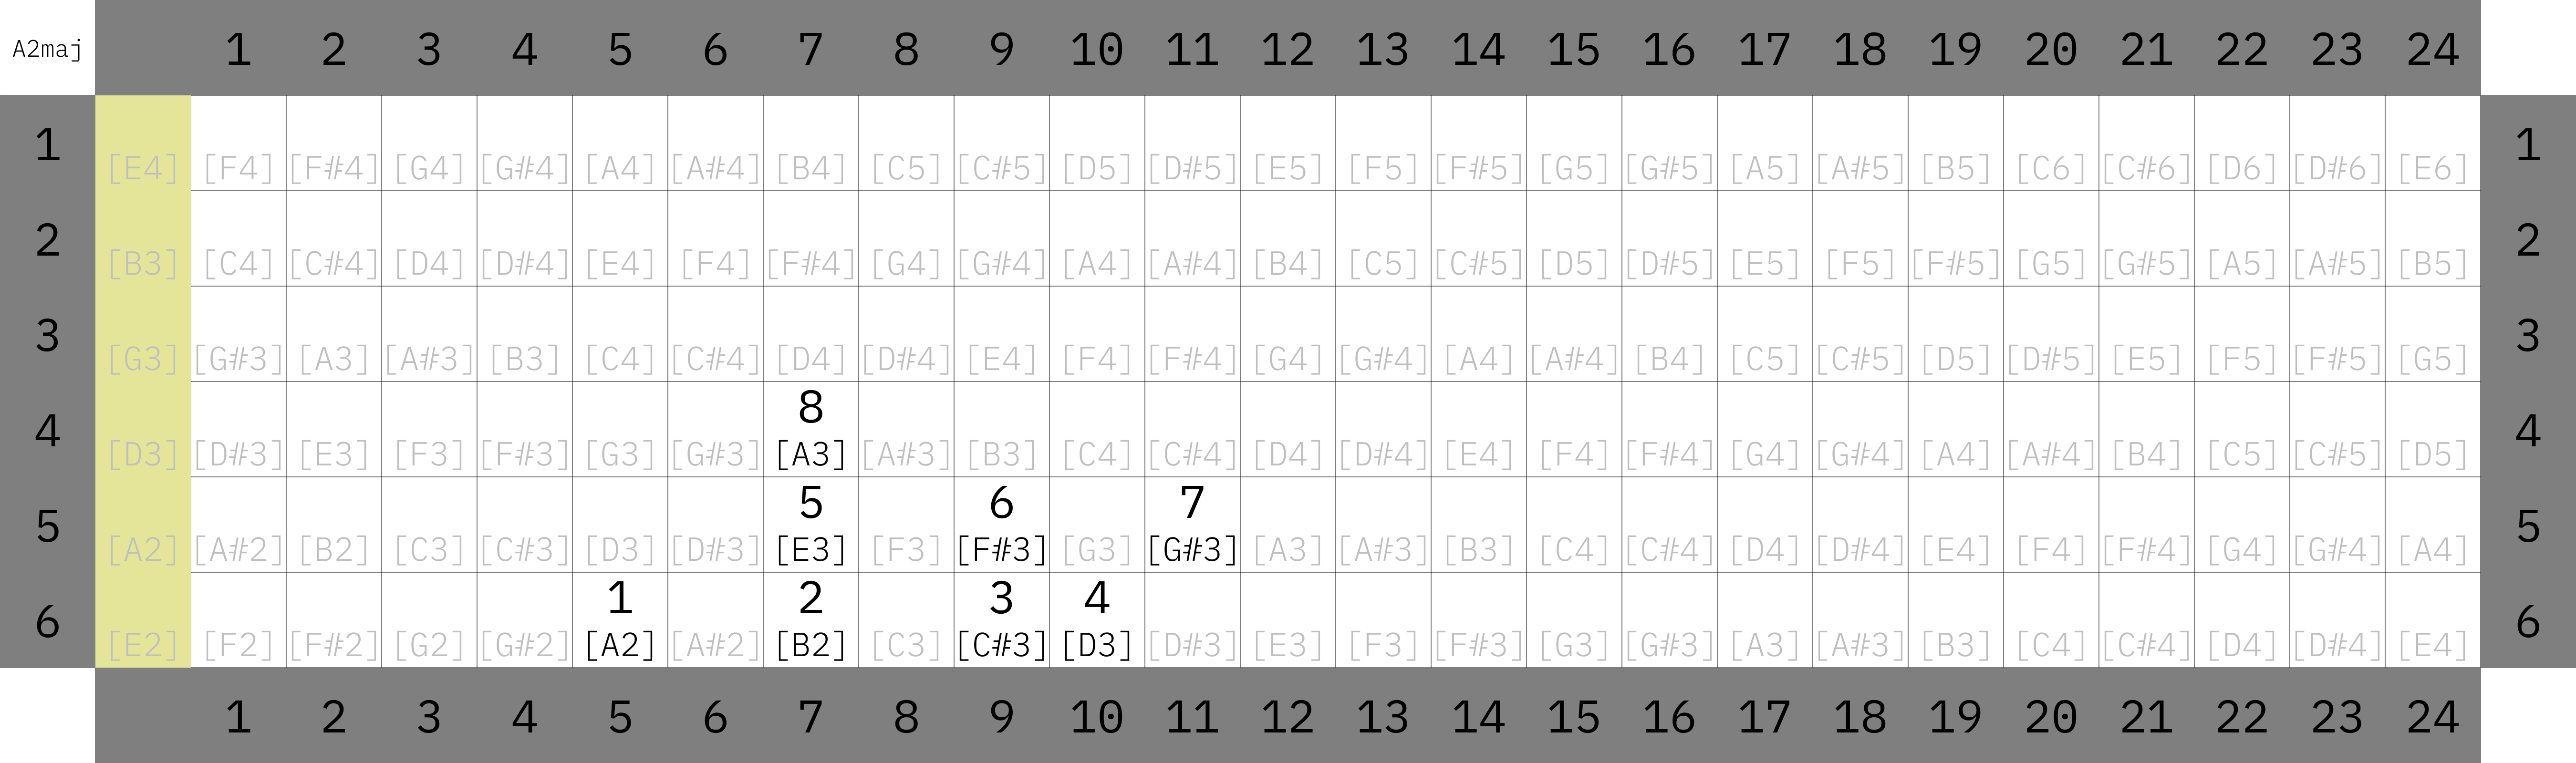 A2maj 1 2 3 4 5 6 7 8 9 10 11 12 13 14 15 16 17 18 19 20 21 22 23 24
1 [E4] [F4] [F#4] [G4] [G#4] [A4] [A#4] [B4] [C5] [C#5] [D5] [D#5] [E5] [F5] [F#5] [G5] [G#5] [A5] [A#5] [B5] [C6] [C#6] [D6] [D#6] [E6] 1
2 [B3] [C4] [C#4] [D4] [D#4] [E4] [F4] [F#4] [G4] [G#4] [A4] [A#4] [B4] [C5] [C#5] [D5] [D#5] [E5] [F5] [F#5] [G5] [G#5] [A5] [A#5] [B5] 2
3 [G3] [G#3] [A3] [A#3] [B3] [C4] [C#4] [D4] [D#4] [E4] [F4] [F#4] [G4] [G#4] [A4] [A#4] [B4] [C5] [C#5] [D5] [D#5] [E5] [F5] [F#5] [G5] 3
8
4 [D3] [D#3] [E3] [F3] [F#3] [G3] [G#3] [A3] [A#3] [B3] [C4] [C#4] [D4] [D#4] [E4] [F4] [F#4] [G4] [G#4] [A4] [A#4] [B4] [C5] [C#5] [D5] 4
5 6 7
5 [A2] [A#2] [B2] [C3] [C#3] [D3] [D#3] [E3] [F3] [F#3] [G3] [G#3] [A3] [A#3] [B3] [C4] [C#4] [D4] [D#4] [E4] [F4] [F#4] [G4] [G#4] [A4] 5
1 2 3 4
6 [E2] [F2] [F#2] [G2] [G#2] [A2] [A#2] [B2] [C3] [C#3] [D3] [D#3] [E3] [F3] [F#3] [G3] [G#3] [A3] [A#3] [B3] [C4] [C#4] [D4] [D#4] [E4] 6
1 2 3 4 5 6 7 8 9 10 11 12 13 14 15 16 17 18 19 20 21 22 23 24